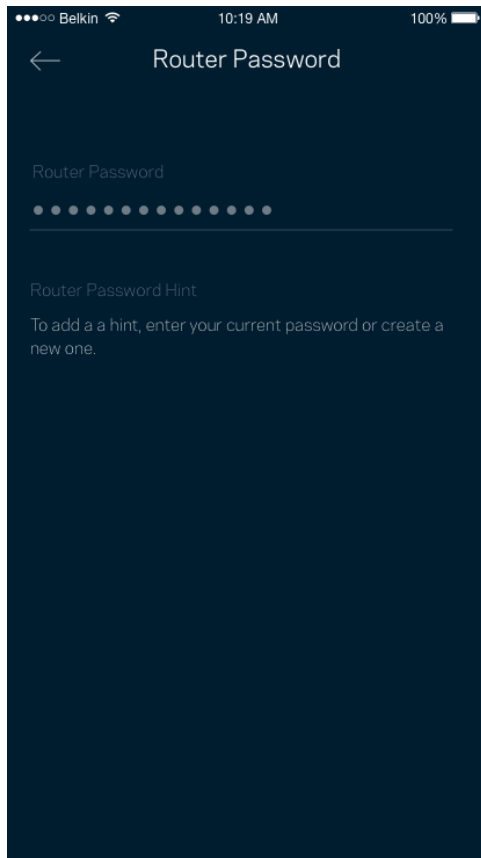 Belkin 10:19 AM 100%
Router Password
Router Password
●●●●●●●●●●●●●●
Router Password Hint
To add a a hint, enter your current password or create a
new one.